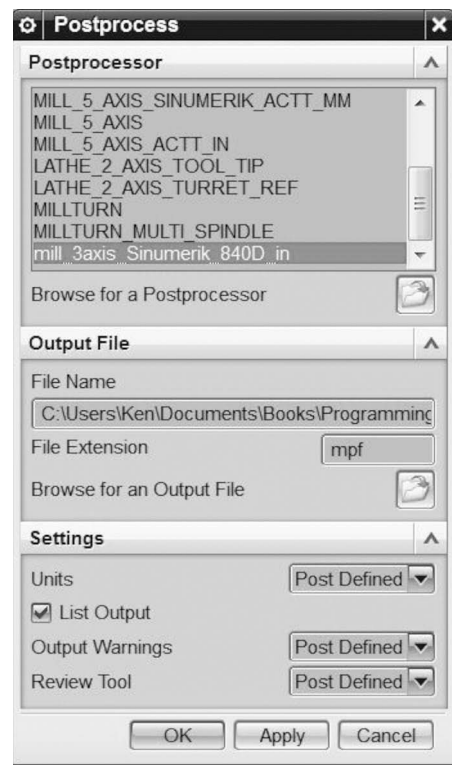 Postprocess
Postprocessor
MILL_5_AXIS_SINUMERIK_ACTT_MM
MILL_5_AXIS
MILL_5_AXIS_ACTT_IN
LATHE_2_AXIS_TOOL_TIP
LATHE_2_AXIS_TURRET_REF
MILLTURN
MILLTURN_MULTI_SPINDLE
mill_3axis_Sinumerik_840D_in
Browse for a Postprocessor
Output File
File Name
C:\Users\Ken\Documents\Books\Programming
File Extension mpf
Browse for an Output File
Settings
Units Post Defined
List Output
Output Warnings Post Defined
Review Tool Post Defined
OK Apply Cancel